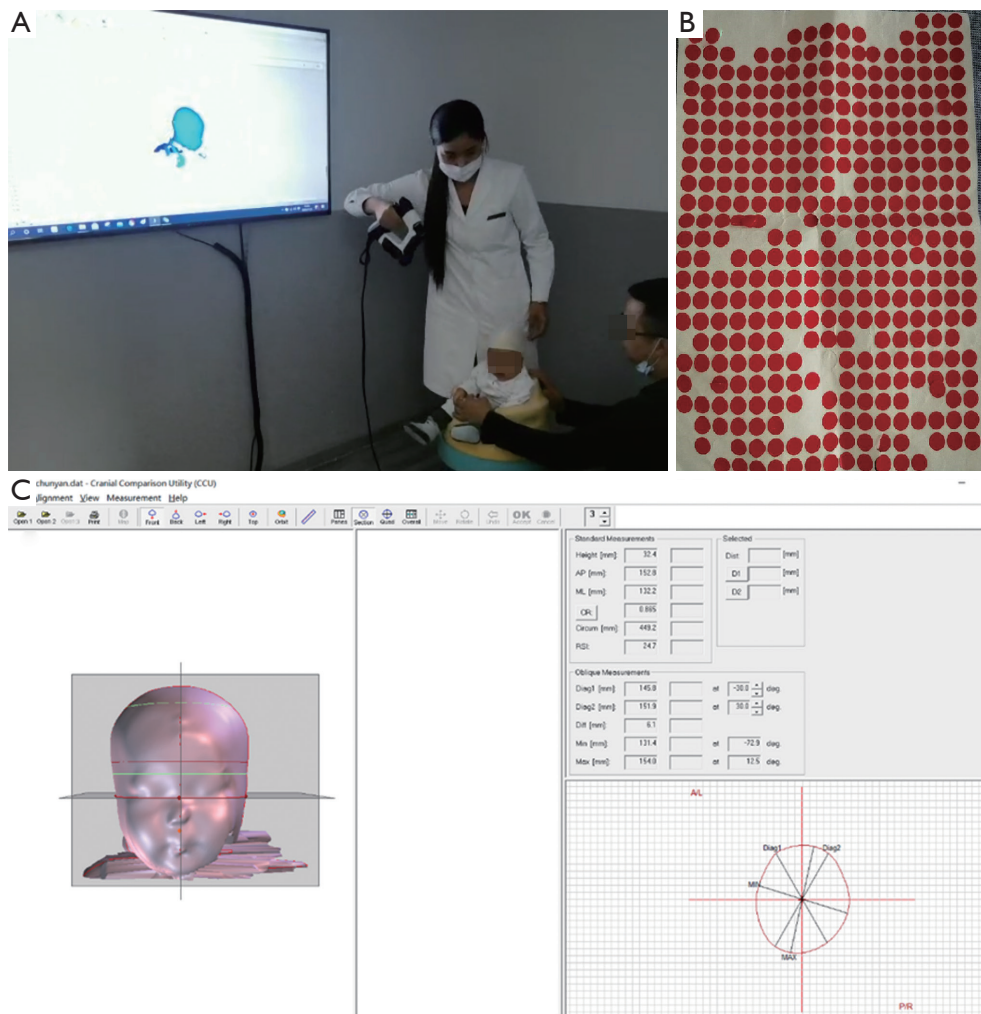 A
B
C
chunyan.dat - Cranial Comparison Utility (CCU)
Alignment View Measurement Help
Open 1 Open 2 Open 3 Print Map Front Back Left Right Top Orbit Panes Section Quad Overall Move Rotate Undo OK Accept Cancel 3
Standard Measurements
Height [mm]: 32.4
AP [mm]: 152.8
ML [mm]: 132.2
CR: 0.865
Circum [mm]: 449.2
RSI: 24.7
Selected
Dist: [mm]
D1 [mm]
D2 [mm]
Oblique Measurements
Diag1 [mm]: 145.8 at -30.0 deg.
Diag2 [mm]: 151.9 at 30.0 deg.
Diff [mm]: 6.1
Min [mm]: 131.4 at -72.9 deg.
Max [mm]: 154.0 at 12.5 deg.
A/L
Diag1 Diag2
MIN
MAX
P/R